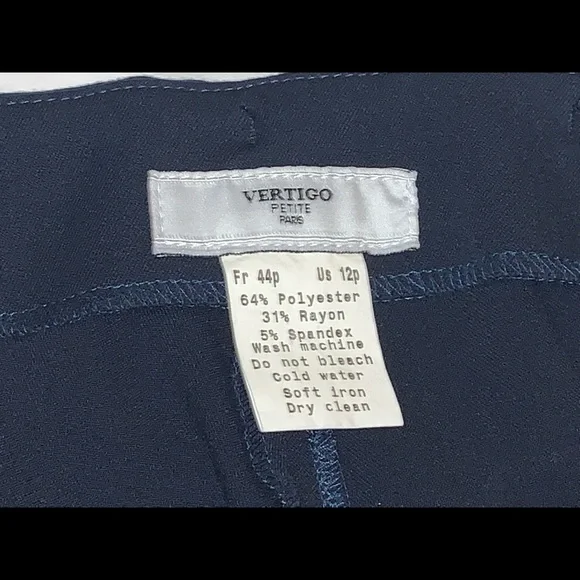 VERTIGO
PETITE
PARIS
Fr 44p Us 12p
64% Polyester
31% Rayon
5% Spandex
Wash machine
Do not bleach
Cold water
Soft iron
Dry clean